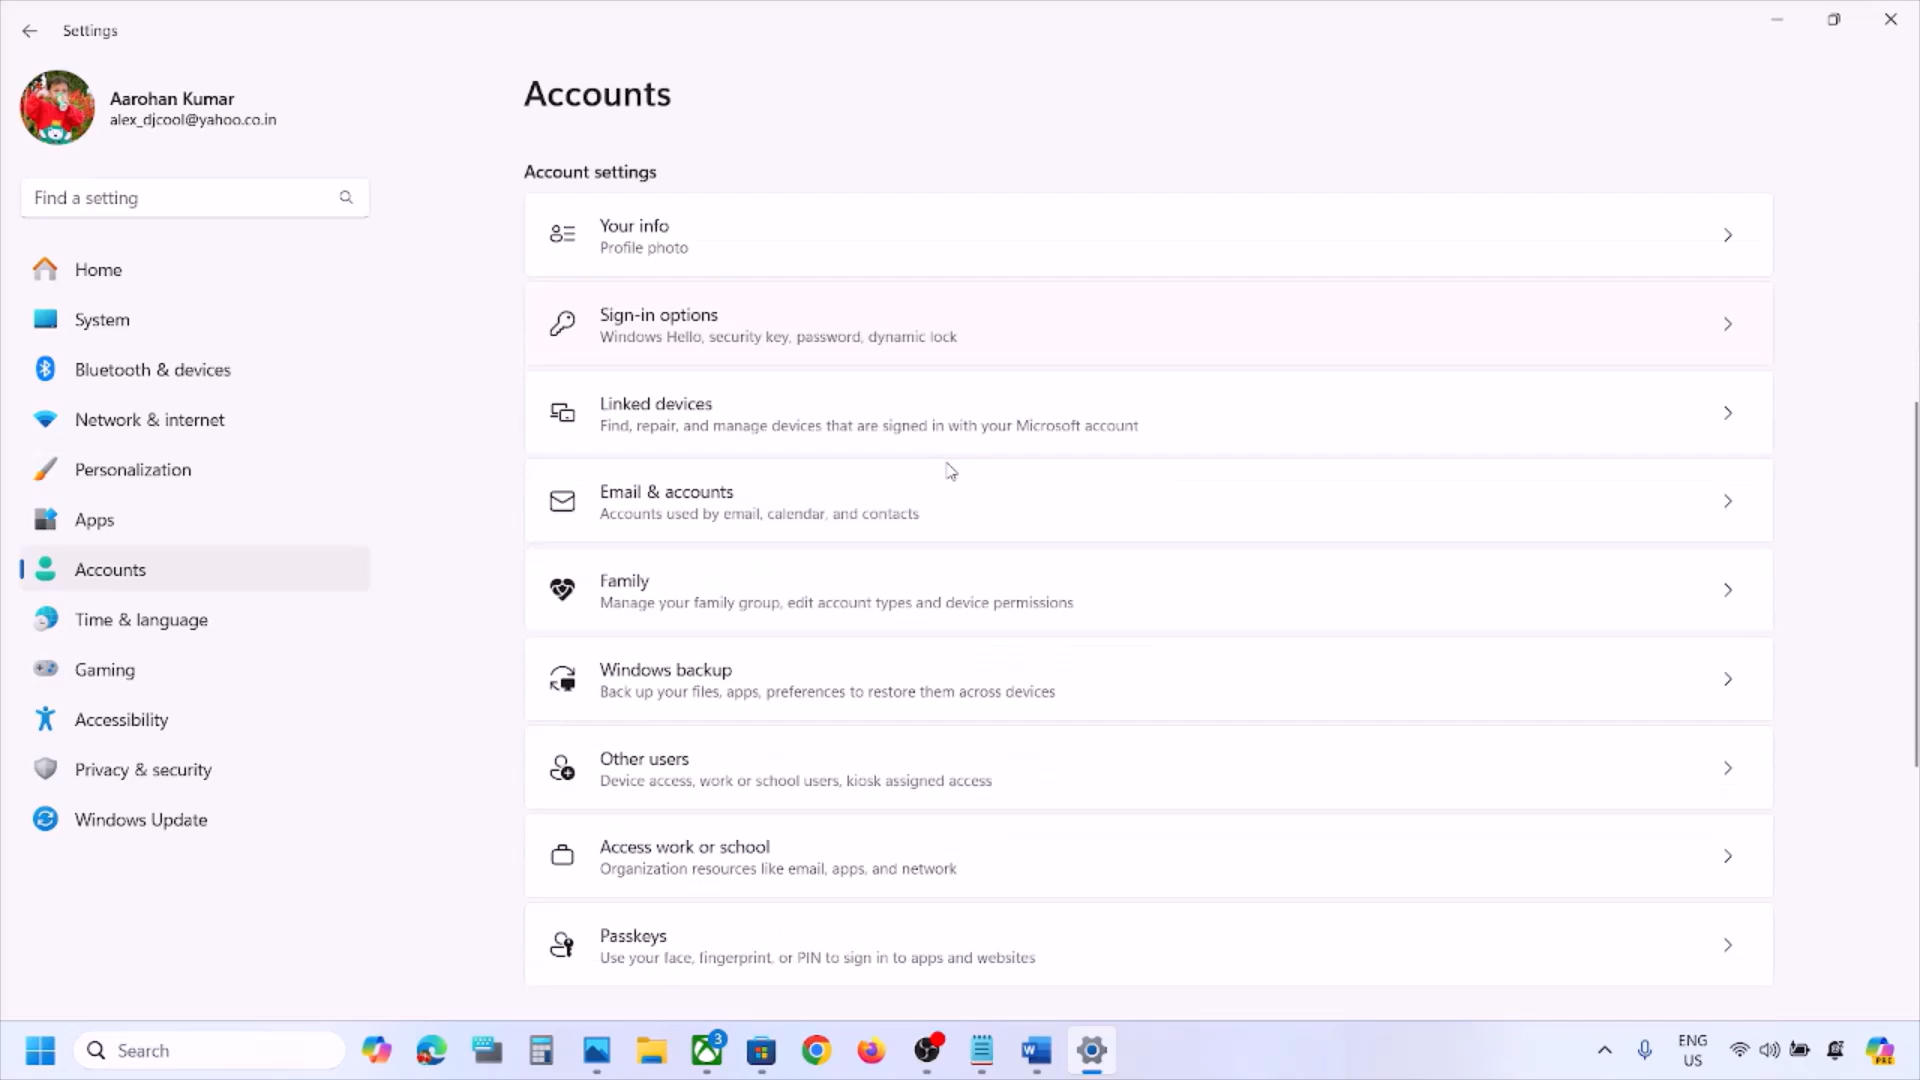 Settings
Aarohan Kumar
alex_djcool@yahoo.co.in
Find a setting
Home
System
Bluetooth & devices
Network & internet
Personalization
Apps
Accounts
Time & language
Gaming
Accessibility
Privacy & security
Windows Update
Accounts
Account settings
Your info
Profile photo
Sign-in options
Windows Hello, security key, password, dynamic lock
Linked devices
Find, repair, and manage devices that are signed in with your Microsoft account
Email & accounts
Accounts used by email, calendar, and contacts
Family
Manage your family group, edit account types and device permissions
Windows backup
Back up your files, apps, preferences to restore them across devices
Other users
Device access, work or school users, kiosk assigned access
Access work or school
Organization resources like email, apps, and network
Passkeys
Use your face, fingerprint, or PIN to sign in to apps and websites
Search
3
W
ENG
US
PRE